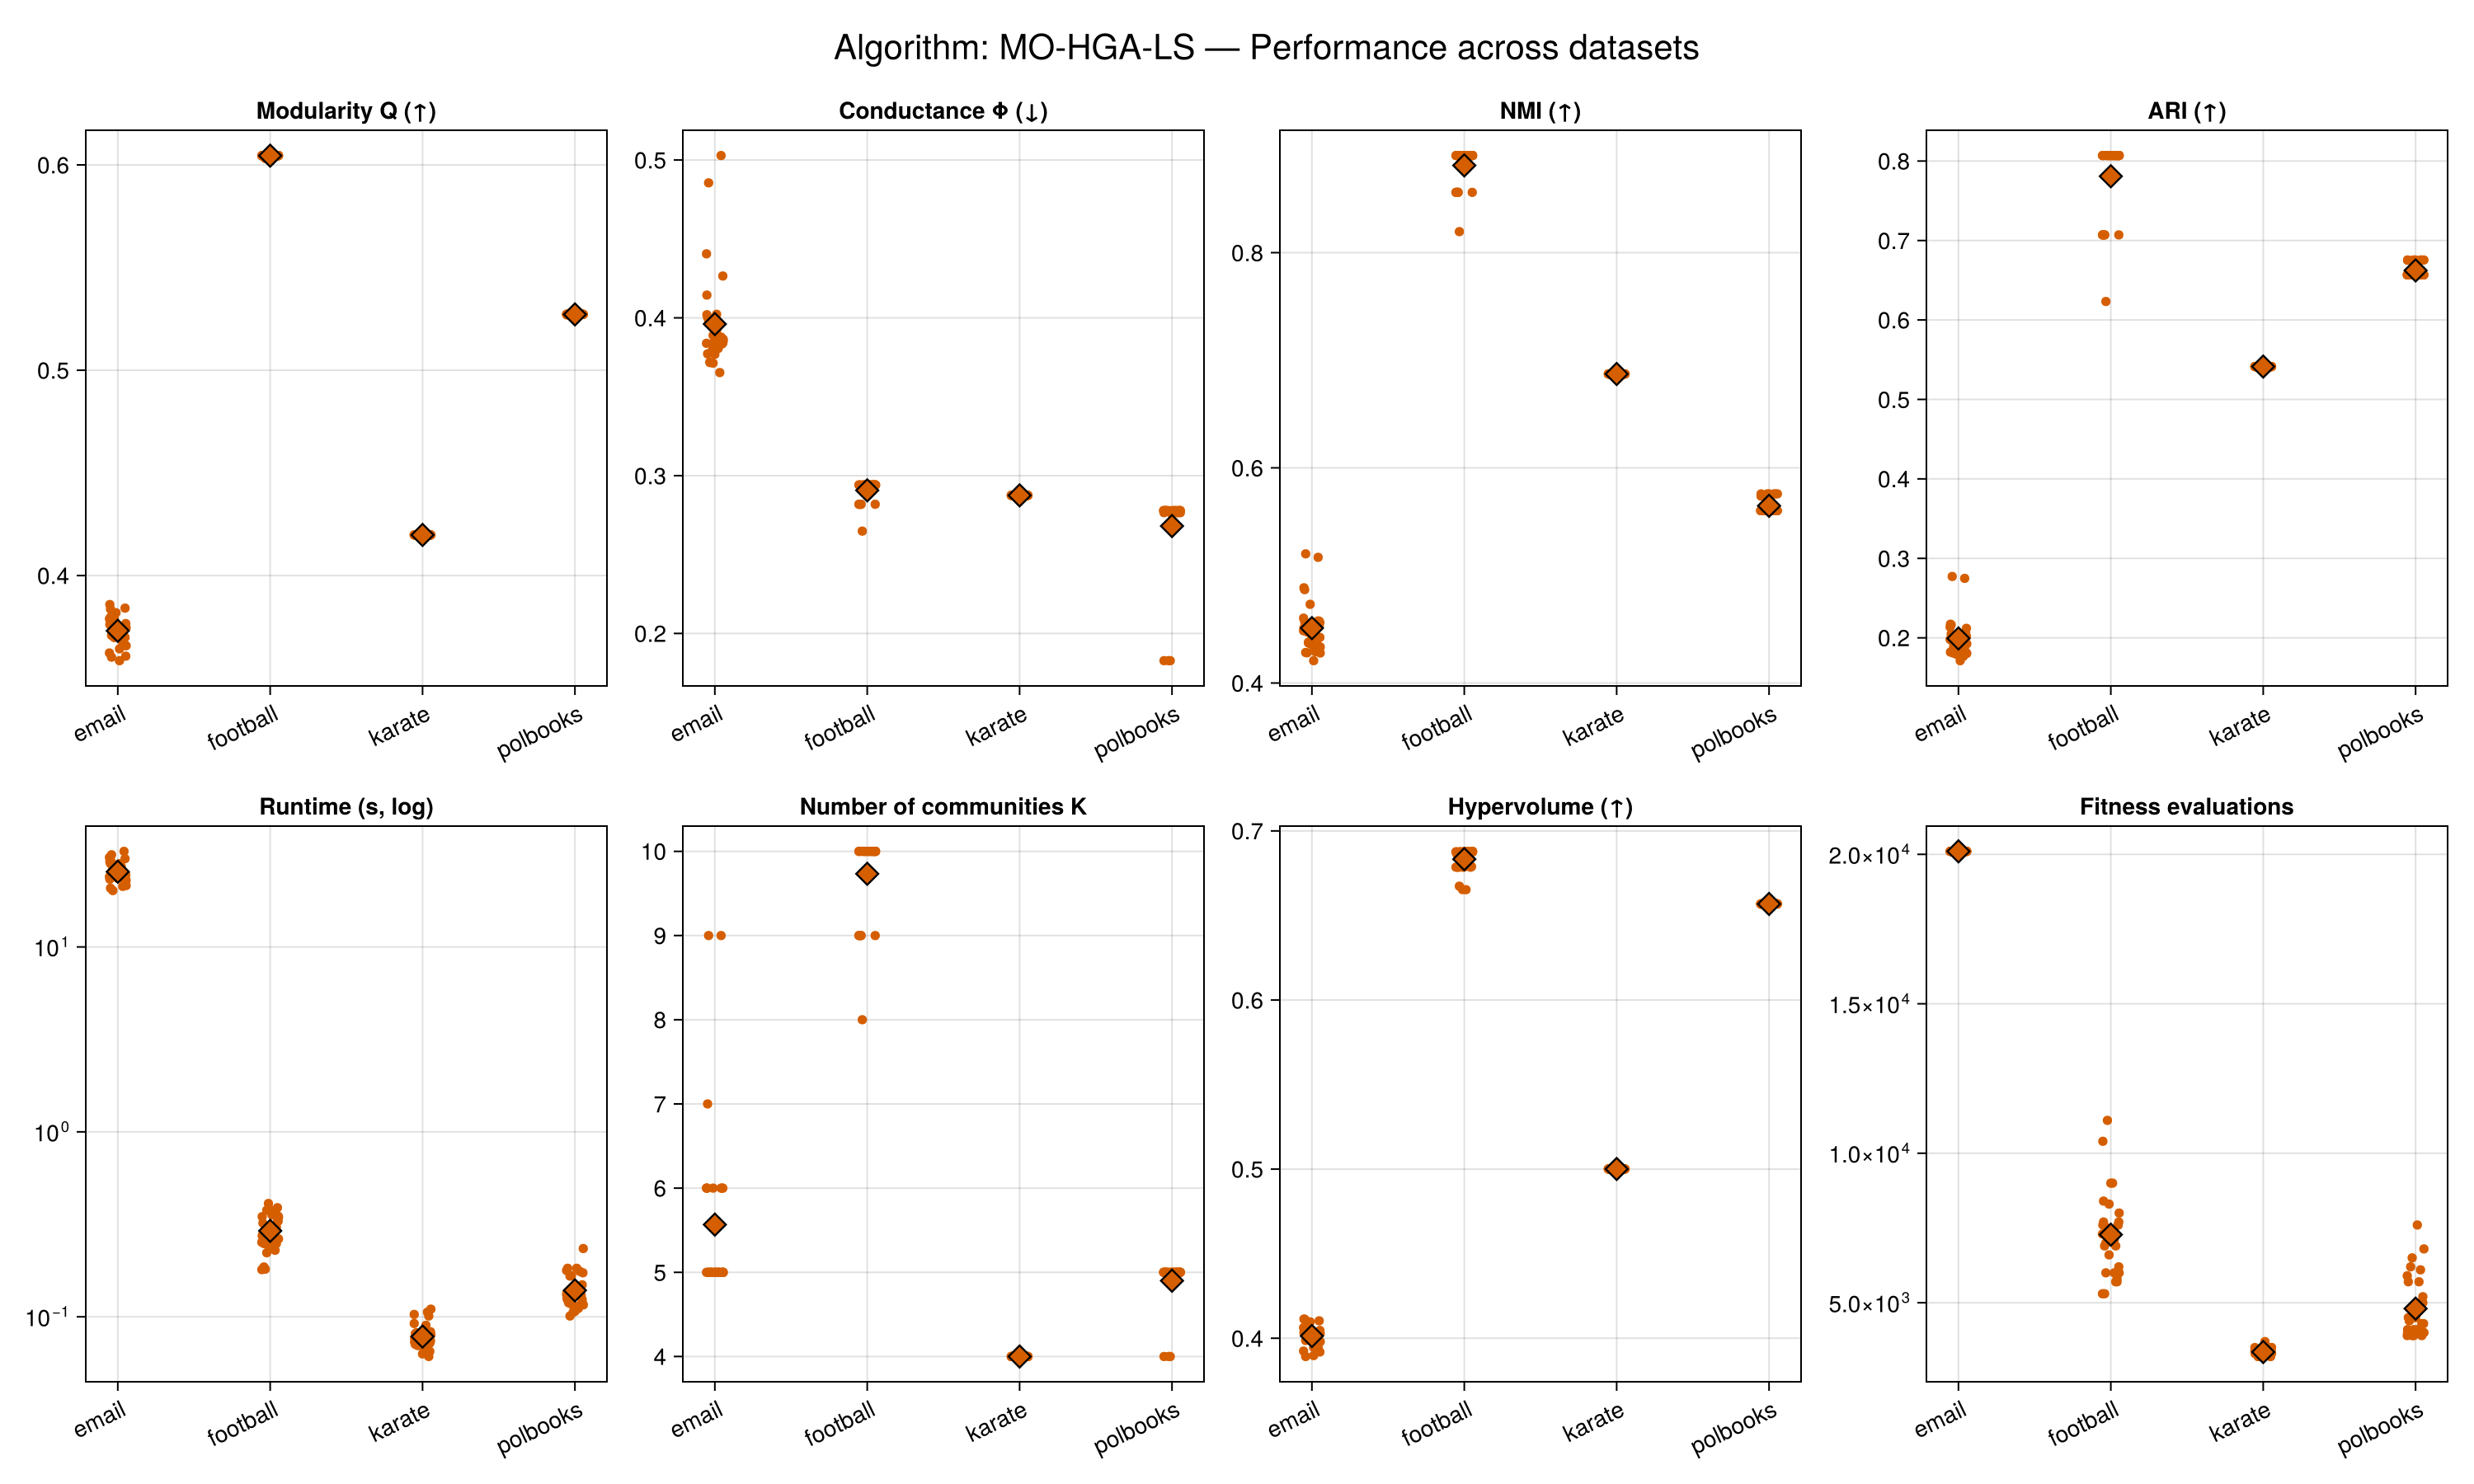 Algorithm: MO-HGA-LS — Performance across datasets
Modularity Q (↑)
0.6
0.5
0.4
email
football
karate
polbooks
Conductance Φ (↓)
0.5
0.4
0.3
0.2
email
football
karate
polbooks
NMI (↑)
0.8
0.6
0.4
email
football
karate
polbooks
ARI (↑)
0.8
0.7
0.6
0.5
0.4
0.3
0.2
email
football
karate
polbooks
Runtime (s, log)
10¹
10⁰
10⁻¹
email
football
karate
polbooks
Number of communities K
10
9
8
7
6
5
4
email
football
karate
polbooks
Hypervolume (↑)
0.7
0.6
0.5
0.4
email
football
karate
polbooks
Fitness evaluations
2.0×10⁴
1.5×10⁴
1.0×10⁴
5.0×10³
email
football
karate
polbooks